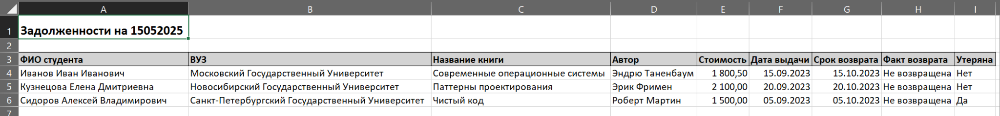 A B C D E F G H I
1 Задолженности на 15052025
2
3 ФИО студента ВУЗ Название книги Автор Стоимость Дата выдачи Срок возврата Факт возврата Утеряна
4 Иванов Иван Иванович Московский Государственный Университет Современные операционные системы Эндрю Таненбаум 1 800,50 15.09.2023 15.10.2023 Не возвращена Нет
5 Кузнецова Елена Дмитриевна Новосибирский Государственный Университет Паттерны проектирования Эрик Фримен 2 100,00 20.09.2023 20.10.2023 Не возвращена Нет
6 Сидоров Алексей Владимирович Санкт-Петербургский Государственный Университет Чистый код Роберт Мартин 1 500,00 05.09.2023 05.10.2023 Не возвращена Да
7